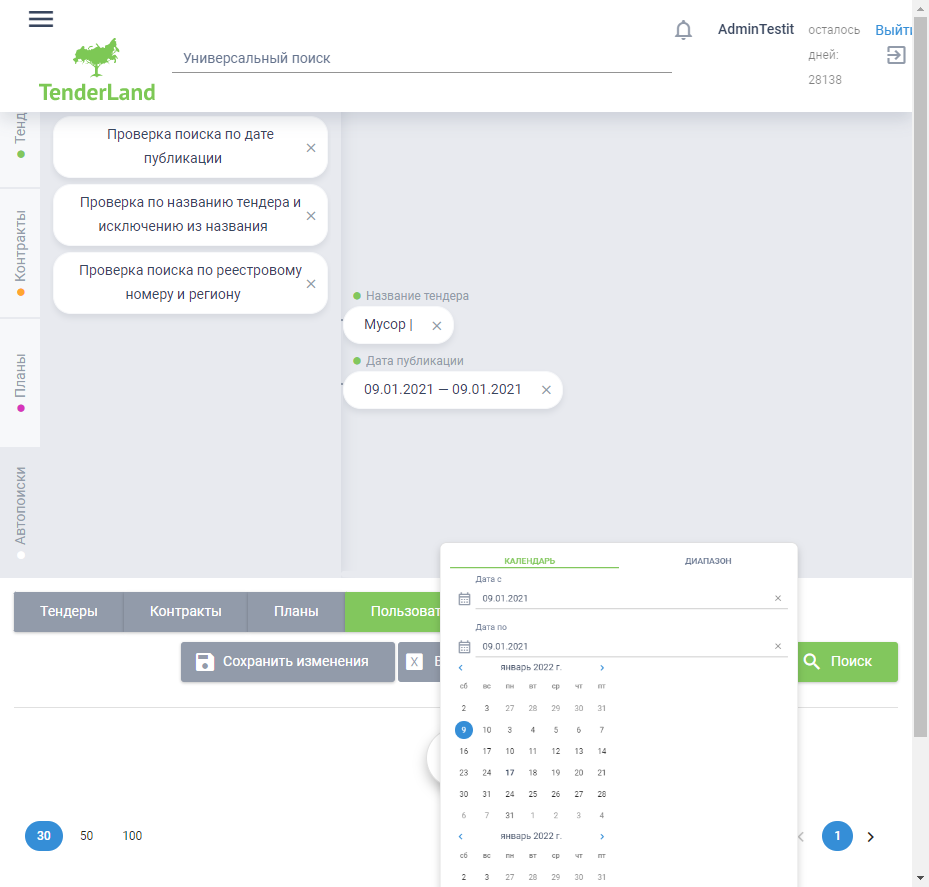 AdminTestit
осталось
дней:
28138
Выйти
Универсальный поиск
TenderLand
Тенд
Контракты
Планы
Автопоиски
Проверка поиска по дате
публикации
Проверка по названию тендера и
исключению из названия
Проверка поиска по реестровому
номеру и региону
Название тендера
Мусор |
Дата публикации
09.01.2021 — 09.01.2021
Тендеры
Контракты
Планы
Пользоват
Сохранить изменения
X
Поиск
КАЛЕНДАРЬ
ДИАПАЗОН
Дата с
09.01.2021
Дата по
09.01.2021
январь 2022 г.
сб вс пн вт ср чт пт
2 3 27 28 29 30 31
9 10 3 4 5 6 7
16 17 10 11 12 13 14
23 24 17 18 19 20 21
30 31 24 25 26 27 28
6 7 31 1 2 3 4
январь 2022 г.
сб вс пн вт ср чт пт
2 3 27 28 29 30 31
30 50 100
1